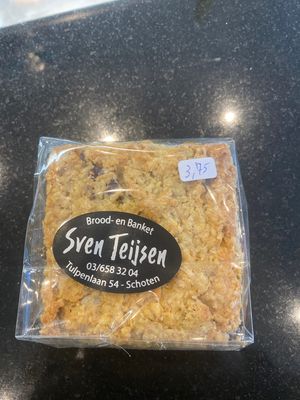 3,75
Brood- en Banket
Sven Teijsen
03/658 32 04
Tulpenlaan 54 - Schoten